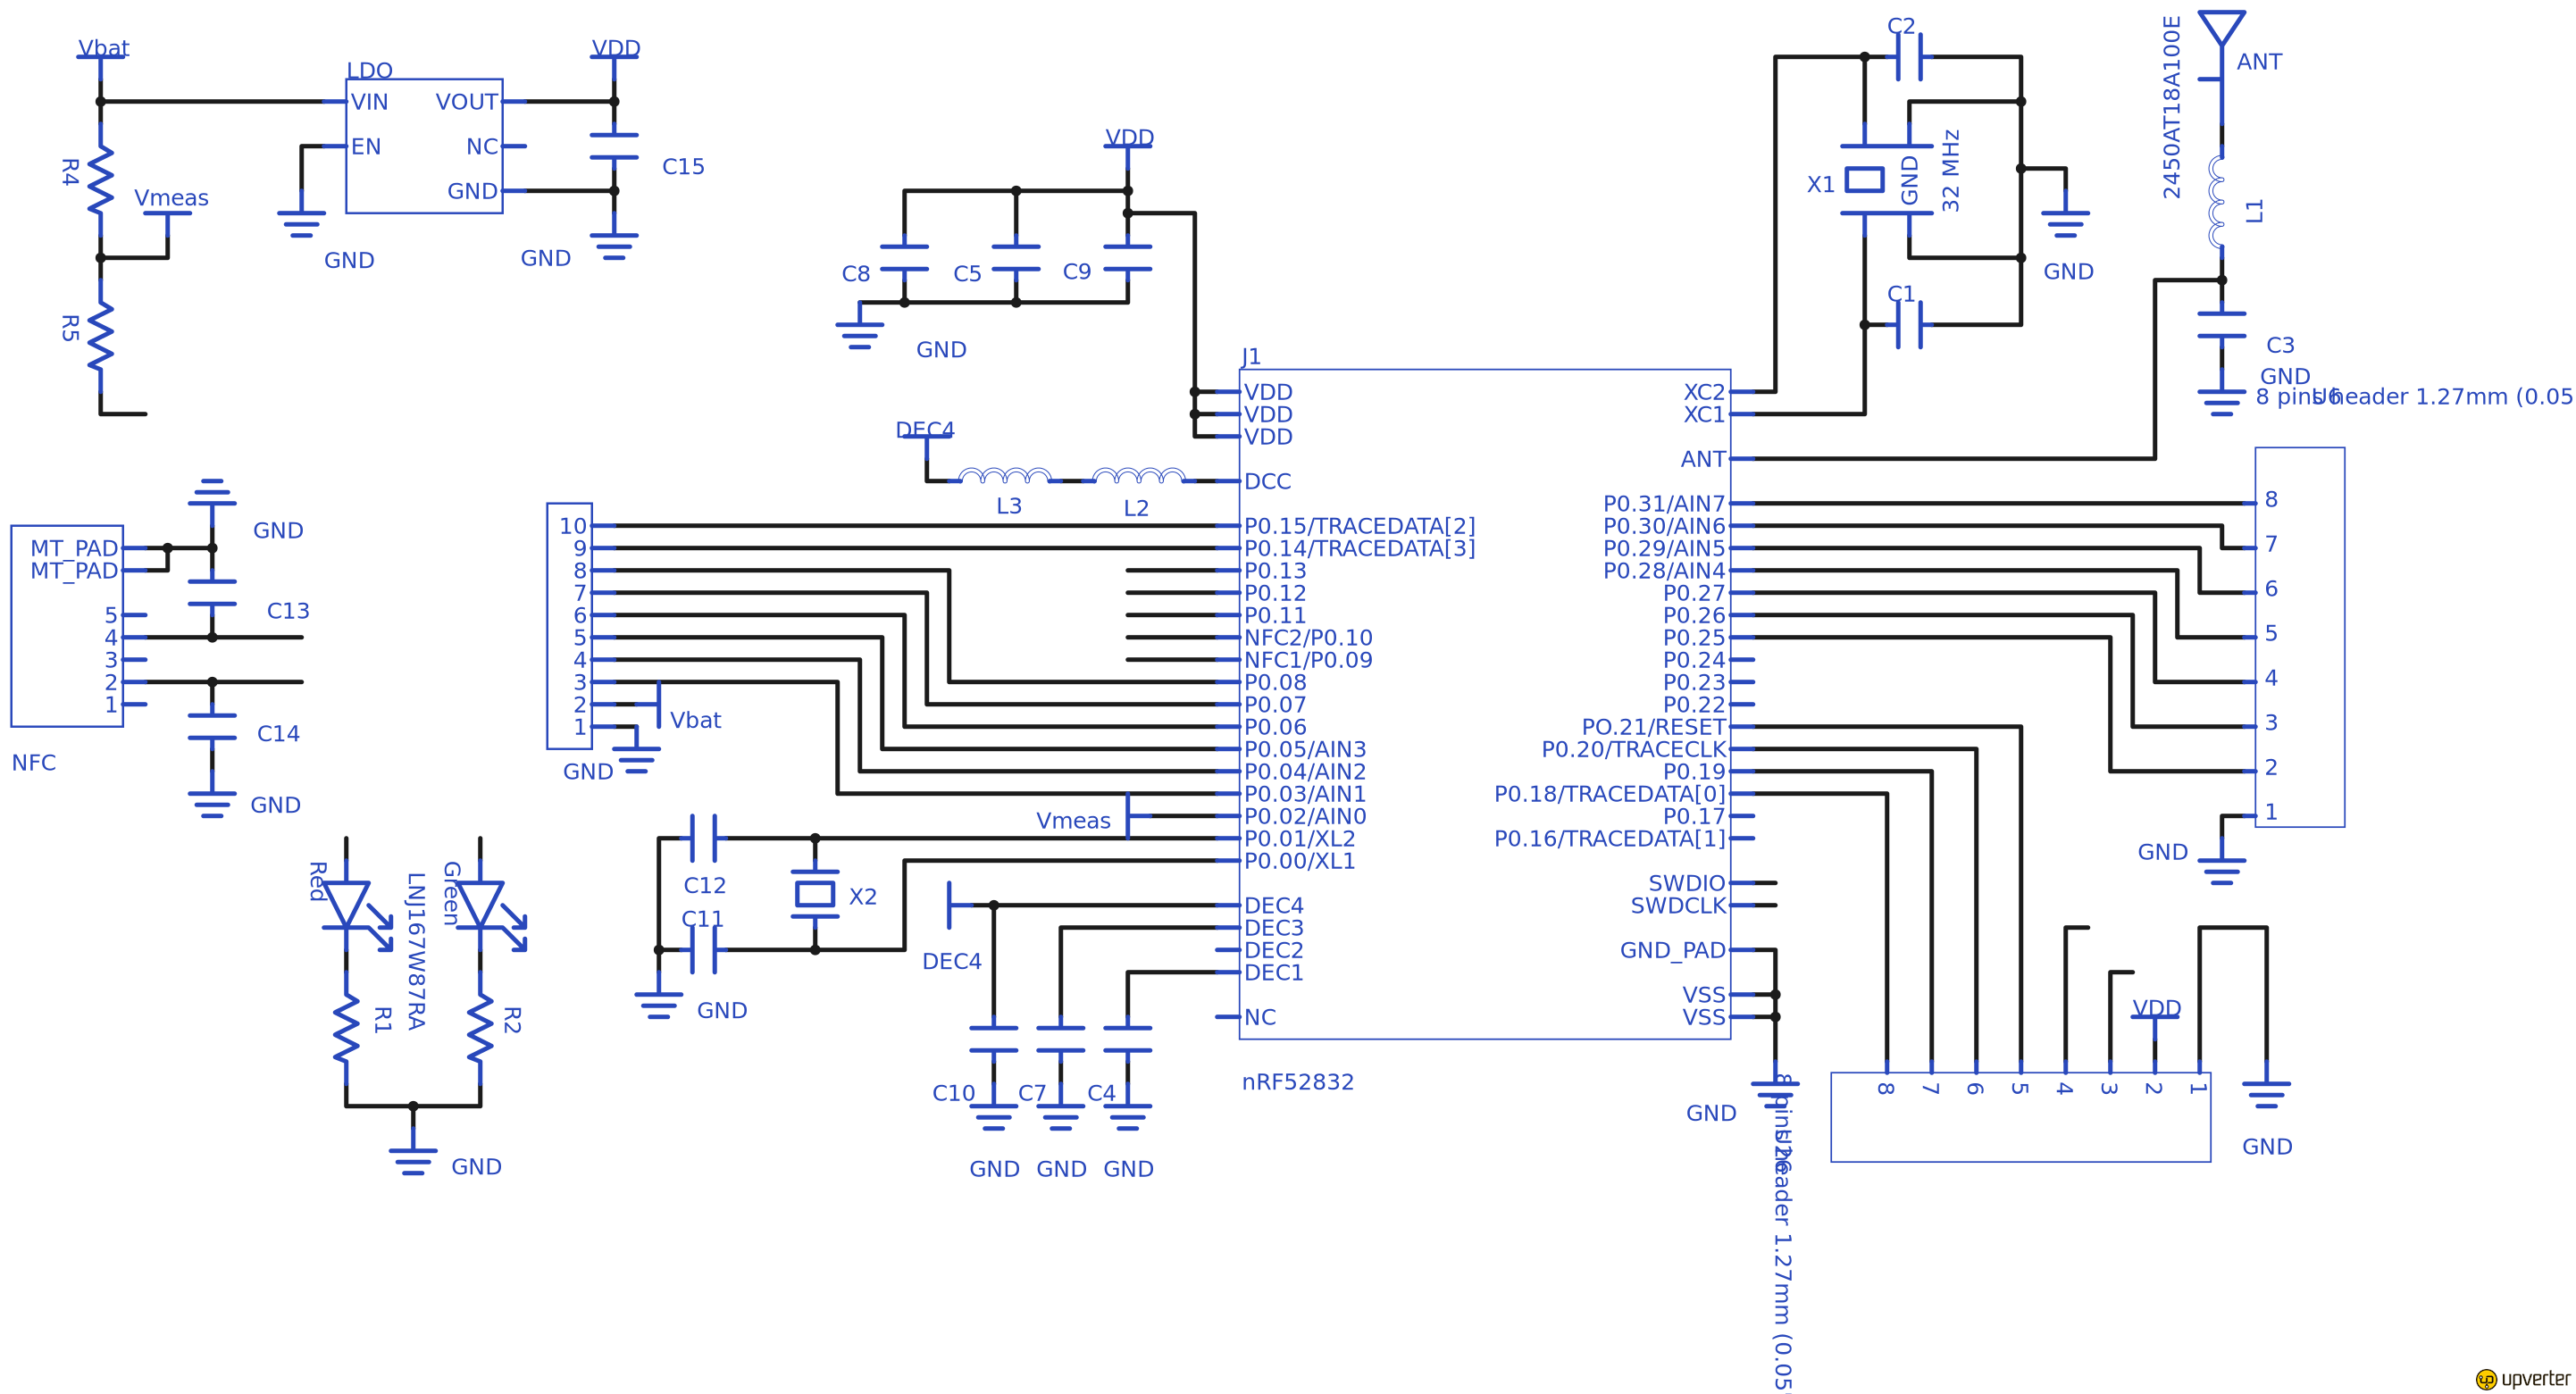 Vbat
LDO
VIN
EN
VOUT
NC
GND
VDD
C15
GND
GND
R4
Vmeas
R5
VDD
C8
C5
C9
GND
C2
X1
GND
32 MHz
C1
GND
2450AT18A100E
ANT
L1
C3
GND
8 pins header 1.27mm (0.05
U6
8
7
6
5
4
3
2
1
GND
J1
VDD
VDD
VDD
DCC
P0.15/TRACEDATA[2]
P0.14/TRACEDATA[3]
P0.13
P0.12
P0.11
NFC2/P0.10
NFC1/P0.09
P0.08
P0.07
P0.06
P0.05/AIN3
P0.04/AIN2
P0.03/AIN1
P0.02/AIN0
P0.01/XL2
P0.00/XL1
DEC4
DEC3
DEC2
DEC1
NC
XC2
XC1
ANT
P0.31/AIN7
P0.30/AIN6
P0.29/AIN5
P0.28/AIN4
P0.27
P0.26
P0.25
P0.24
P0.23
P0.22
PO.21/RESET
P0.20/TRACECLK
P0.19
P0.18/TRACEDATA[0]
P0.17
P0.16/TRACEDATA[1]
SWDIO
SWDCLK
GND_PAD
VSS
VSS
nRF52832
DEC4
L3
L2
10
9
8
7
6
5
4
3
2
1
Vbat
GND
MT_PAD
MT_PAD
5
4
3
2
1
NFC
GND
C13
C14
GND
Red
Green
LNJ167W87RA
R1
R2
GND
Vmeas
C12
C11
X2
GND
DEC4
C10
C7
C4
GND
GND
GND
GND
8 pins header 1.27mm (0.05
8
7
6
5
4
3
2
1
VDD
GND
upverter